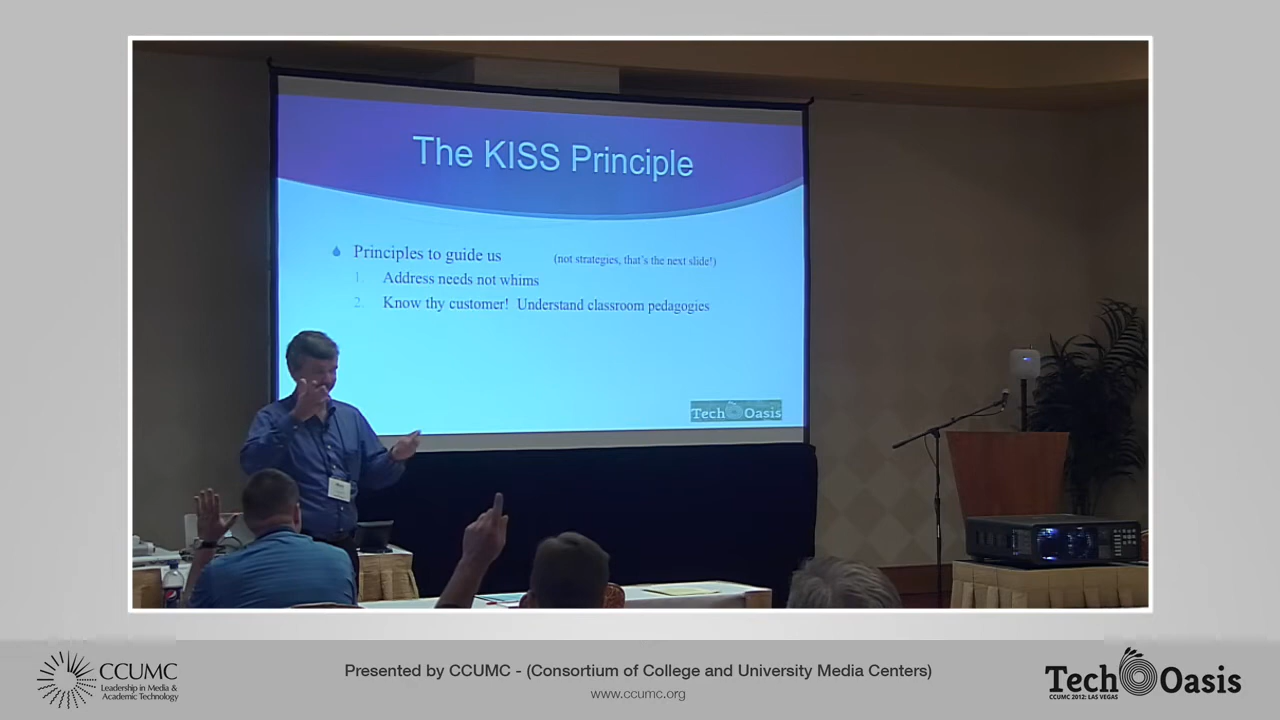 The KISS Principle
Principles to guide us (not strategies, that's the next slide!)
1. Address needs not whims
2. Know thy customer! Understand classroom pedagogies
Tech Oasis
CCUMC
Leadership in Media &
Academic Technology
Presented by CCUMC - (Consortium of College and University Media Centers)
www.ccumc.org
Tech Oasis
CCUMC 2012: LAS VEGAS